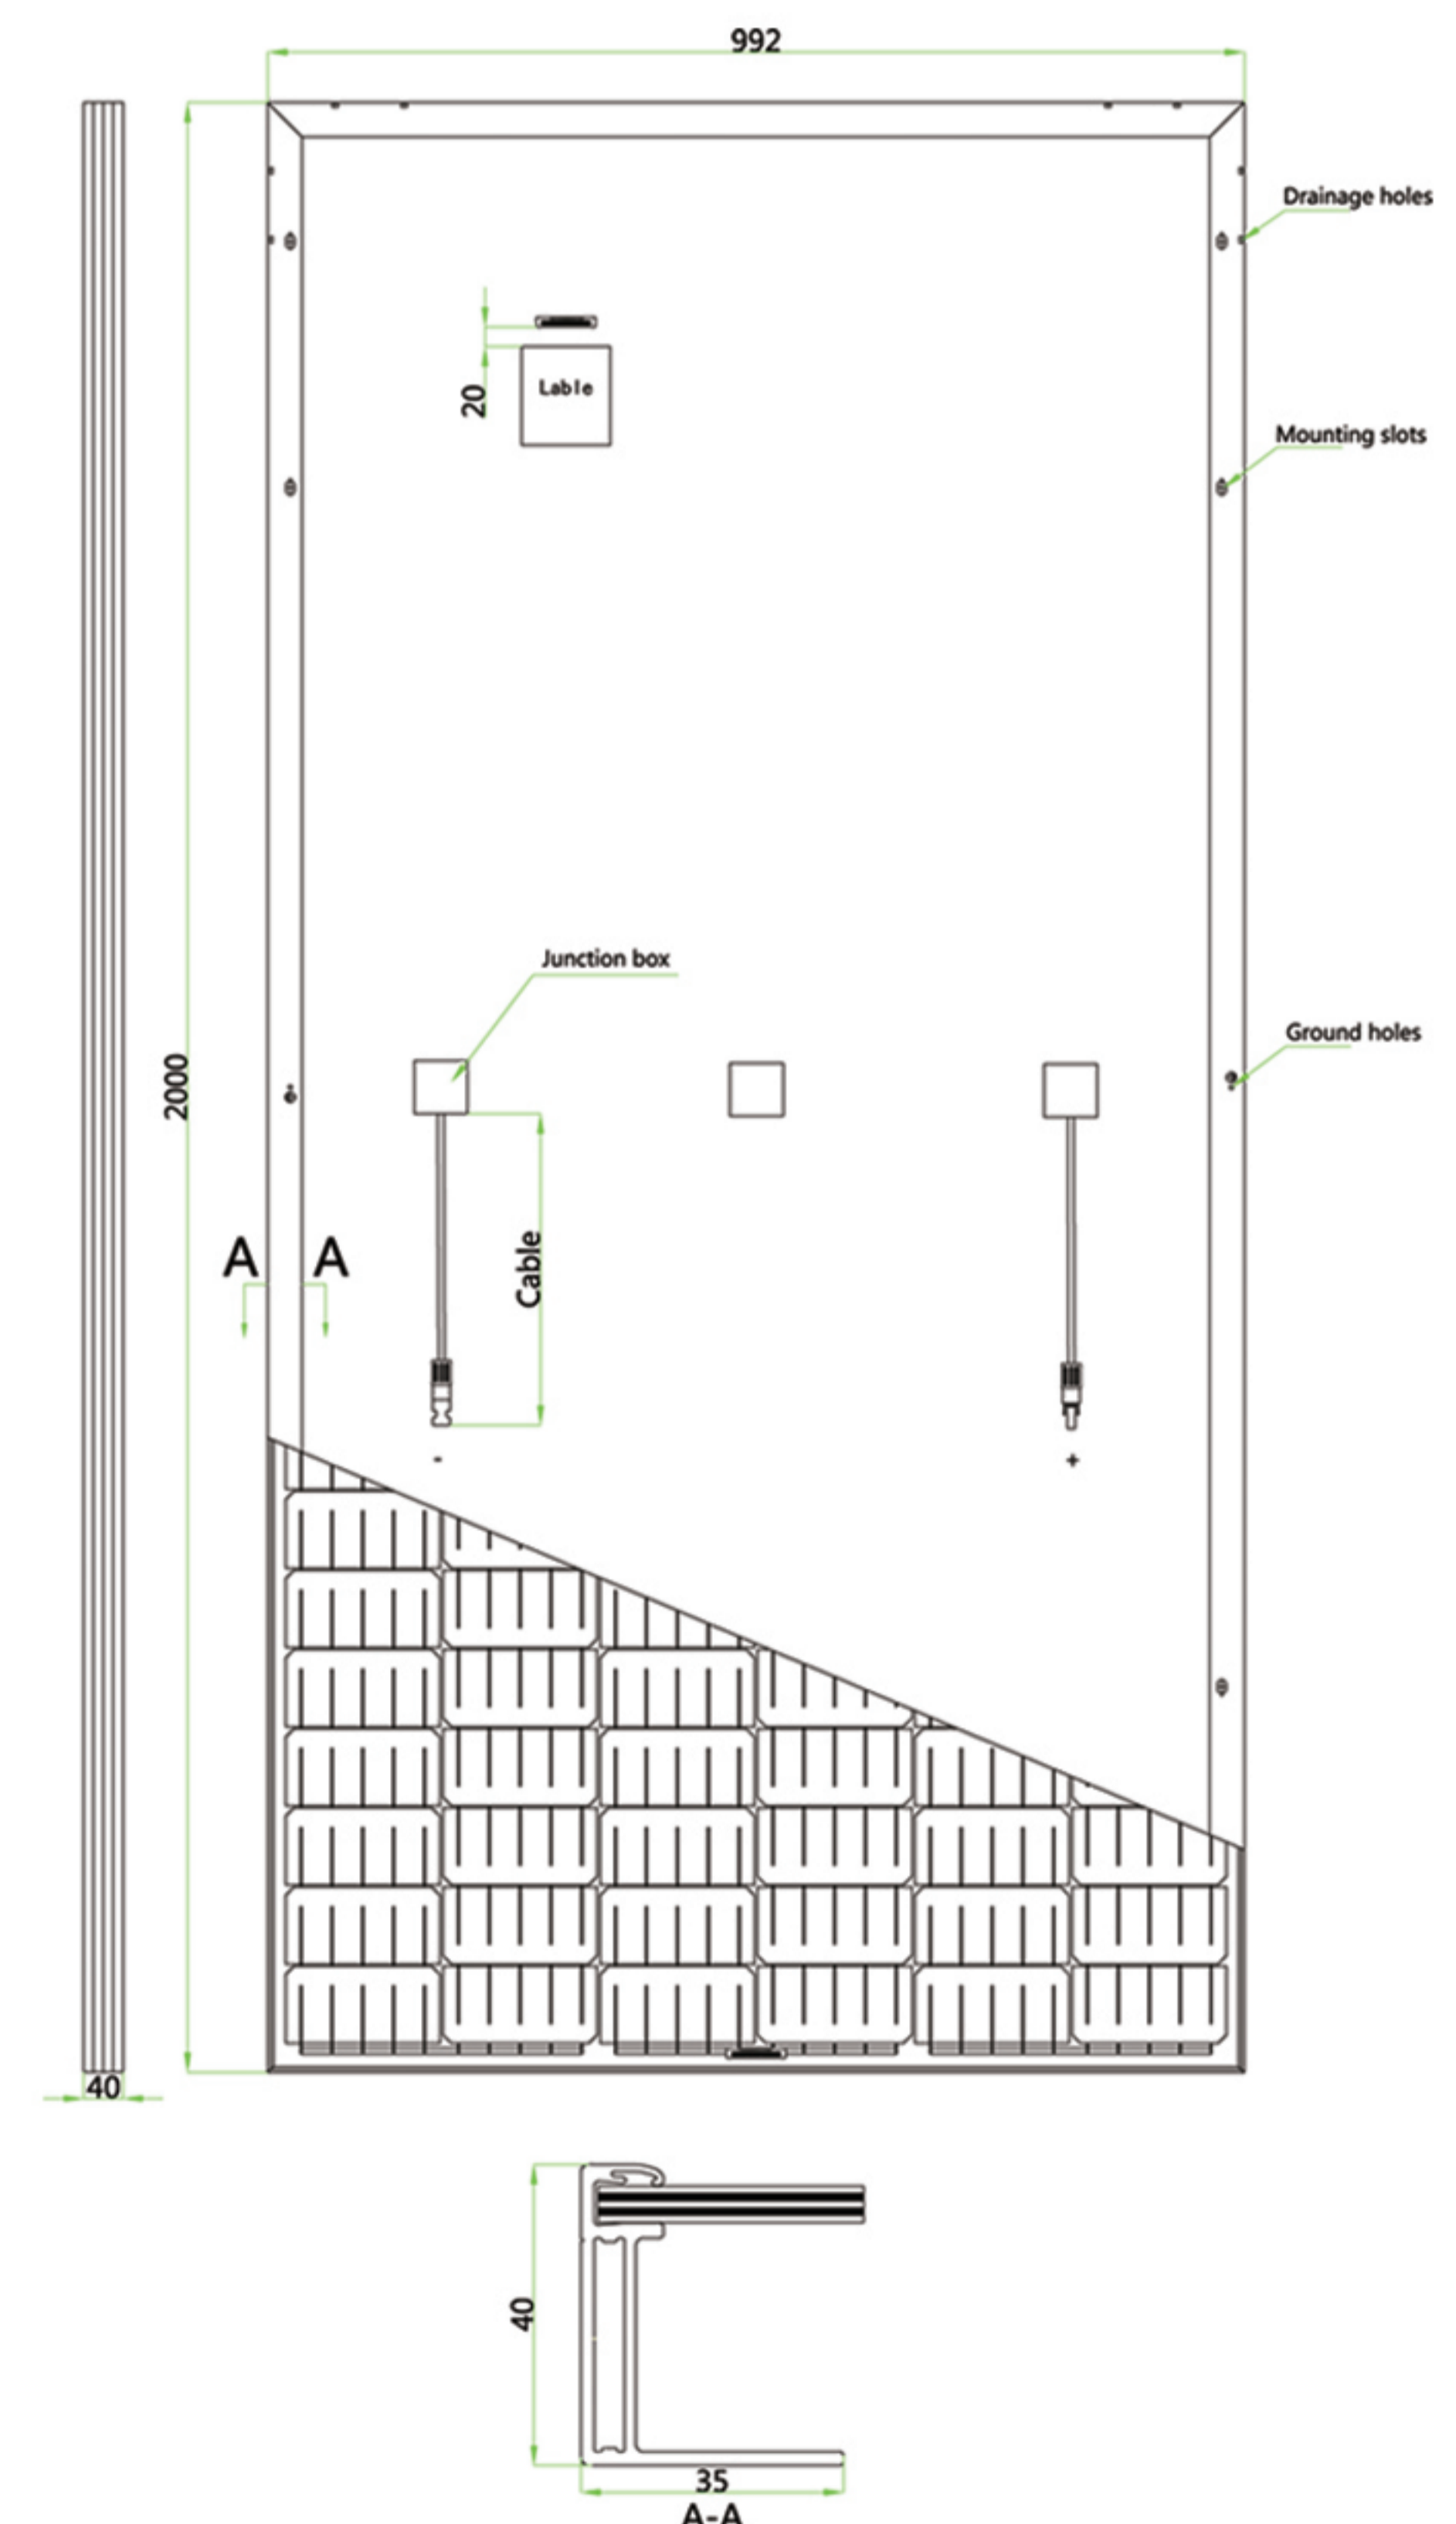 992
Drainage holes
20
Lable
Mounting slots
Junction box
Ground holes
2000
A A
Cable
- +
40
40
35
A-A